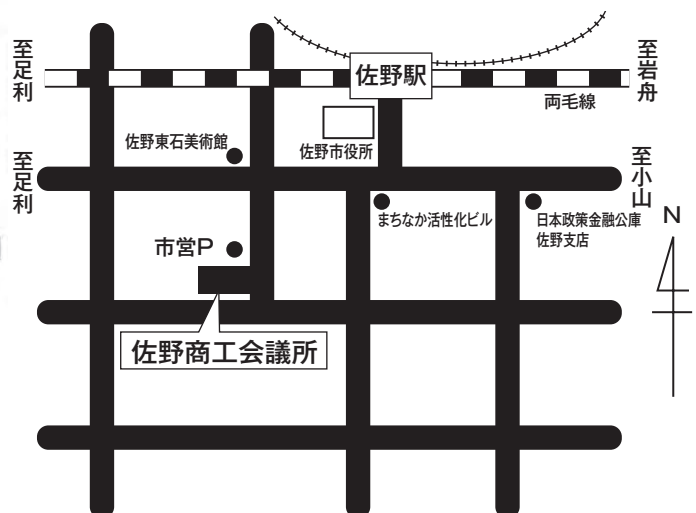 至足利
佐野駅
至岩舟
両毛線
佐野東石美術館
佐野市役所
至足利
至小山
まちなか活性化ビル
日本政策金融公庫
佐野支店
N
市営P
佐野商工会議所